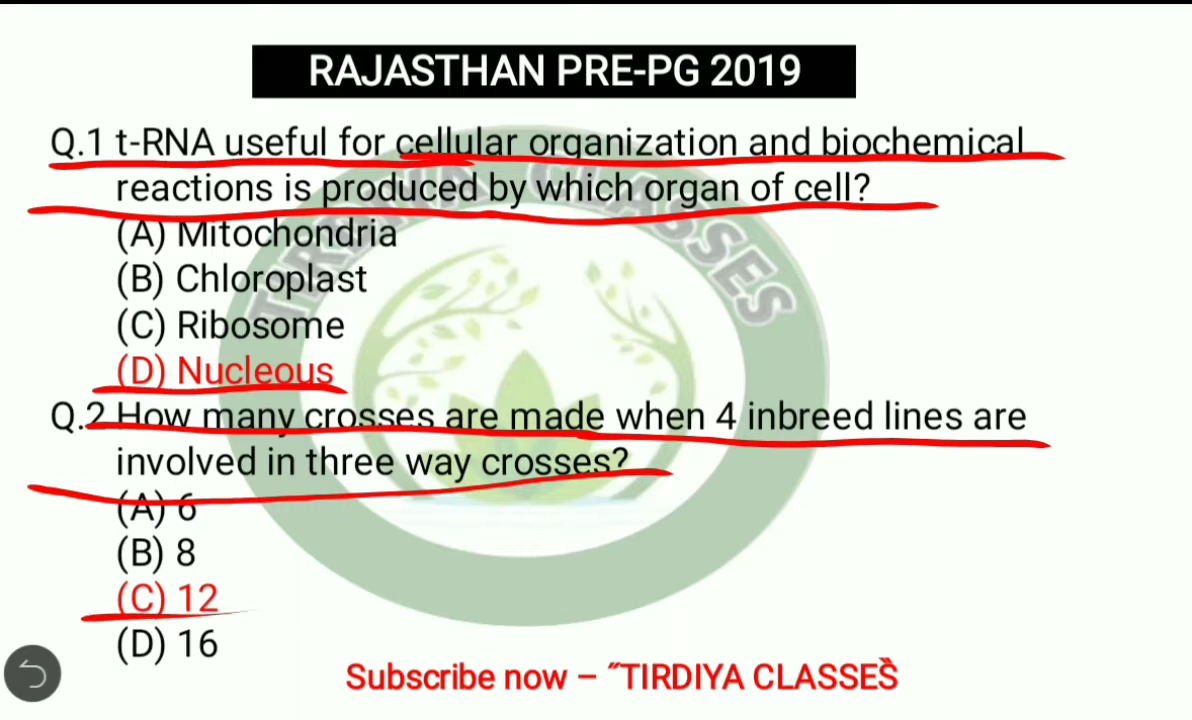 RAJASTHAN PRE-PG 2019
Q.1 t-RNA useful for cellular organization and biochemical
reactions is produced by which organ of cell?
(A) Mitochondria
(B) Chloroplast
(C) Ribosome
(D) Nucleous
Q.2 How many crosses are made when 4 inbreed lines are
involved in three way crosses?
(A) 6
(B) 8
(C) 12
(D) 16
Subscribe now – ˝TIRDIYA CLASSES̏
TIRDIYA CLASSES